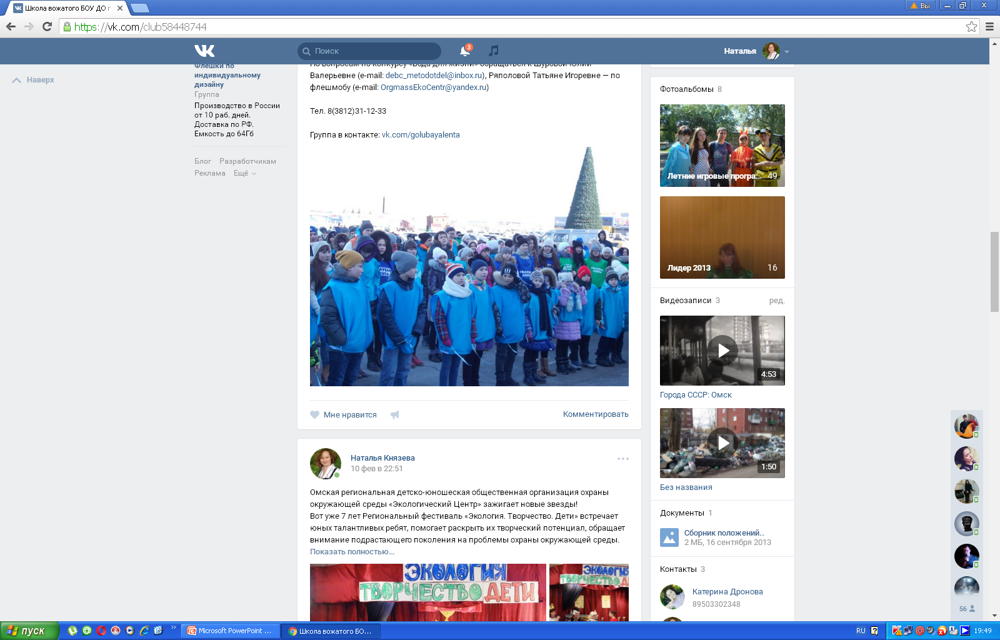 Школа вожатого БОУ ДО г
Вы
https://vk.com/club58448744
Поиск
3
Наталья
Наверх
Флешки по
индивидуальному
дизайну
Группа
Производство в России
от 10 раб. дней.
Доставка по РФ.
Емкость до 64Гб
Блог Разработчикам
Реклама Ещё
По вопросам по конкурсу «Вода для жизни» обращаться к Шуровой Юлии
Валерьевне (e-mail: debc_metodotdel@inbox.ru), Ряполовой Татьяне Игоревне — по
флешмобу (e-mail: OrgmassEkoCentr@yandex.ru)
Тел. 8(3812)31-12-33
Группа в контакте: vk.com/golubayalenta
Мне нравится
Комментировать
Наталья Князева
10 фев в 22:51
Омская региональная детско-юношеская общественная организация охраны
окружающей среды «Экологический Центр» зажигает новые звезды!
Вот уже 7 лет Региональный фестиваль «Экология. Творчество. Дети» встречает
юных талантливых ребят, помогает раскрыть их творческий потенциал, обращает
внимание подрастающего поколения на проблемы охраны окружающей среды.
Показать полностью...
ЭКОЛОГИЯ
ТВОРЧЕСТВО ДЕТИ
Фотоальбомы 8
Летние игровые програ... 49
Лидер 2013 16
Видеозаписи 3 ред.
4:53
Города СССР: Омск
1:50
Без названия
Документы 1
Сборник положений..
2 МБ, 16 сентября 2013
Контакты 3
Катерина Дронова
89503302348
56
пуск
Microsoft PowerPoint ...
Школа вожатого БО...
RU
19:49